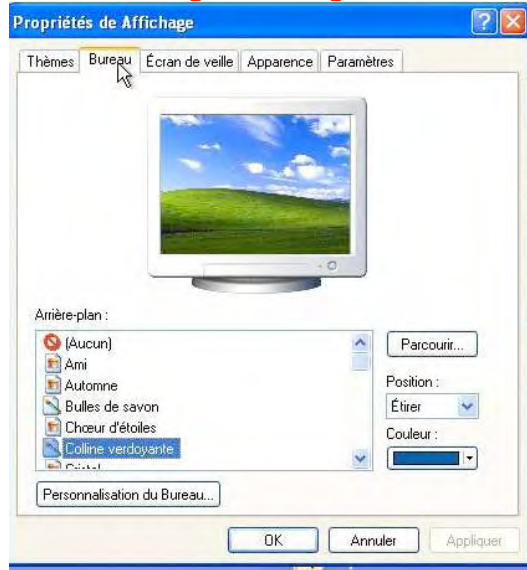 Propriétés de Affichage
Thèmes Bureau Écran de veille Apparence Paramètres
Arrière-plan :
(Aucun)
Ami
Automne
Bulles de savon
Chœur d'étoiles
Colline verdoyante
Parcourir...
Position :
Étirer
Couleur :
Personnalisation du Bureau...
OK Annuler Appliquer